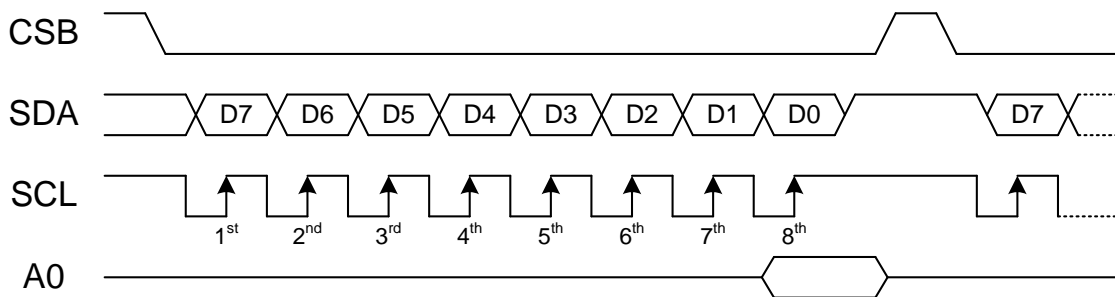 CSB
SDA D7 D6 D5 D4 D3 D2 D1 D0 D7
SCL
1st 2nd 3rd 4th 5th 6th 7th 8th
A0